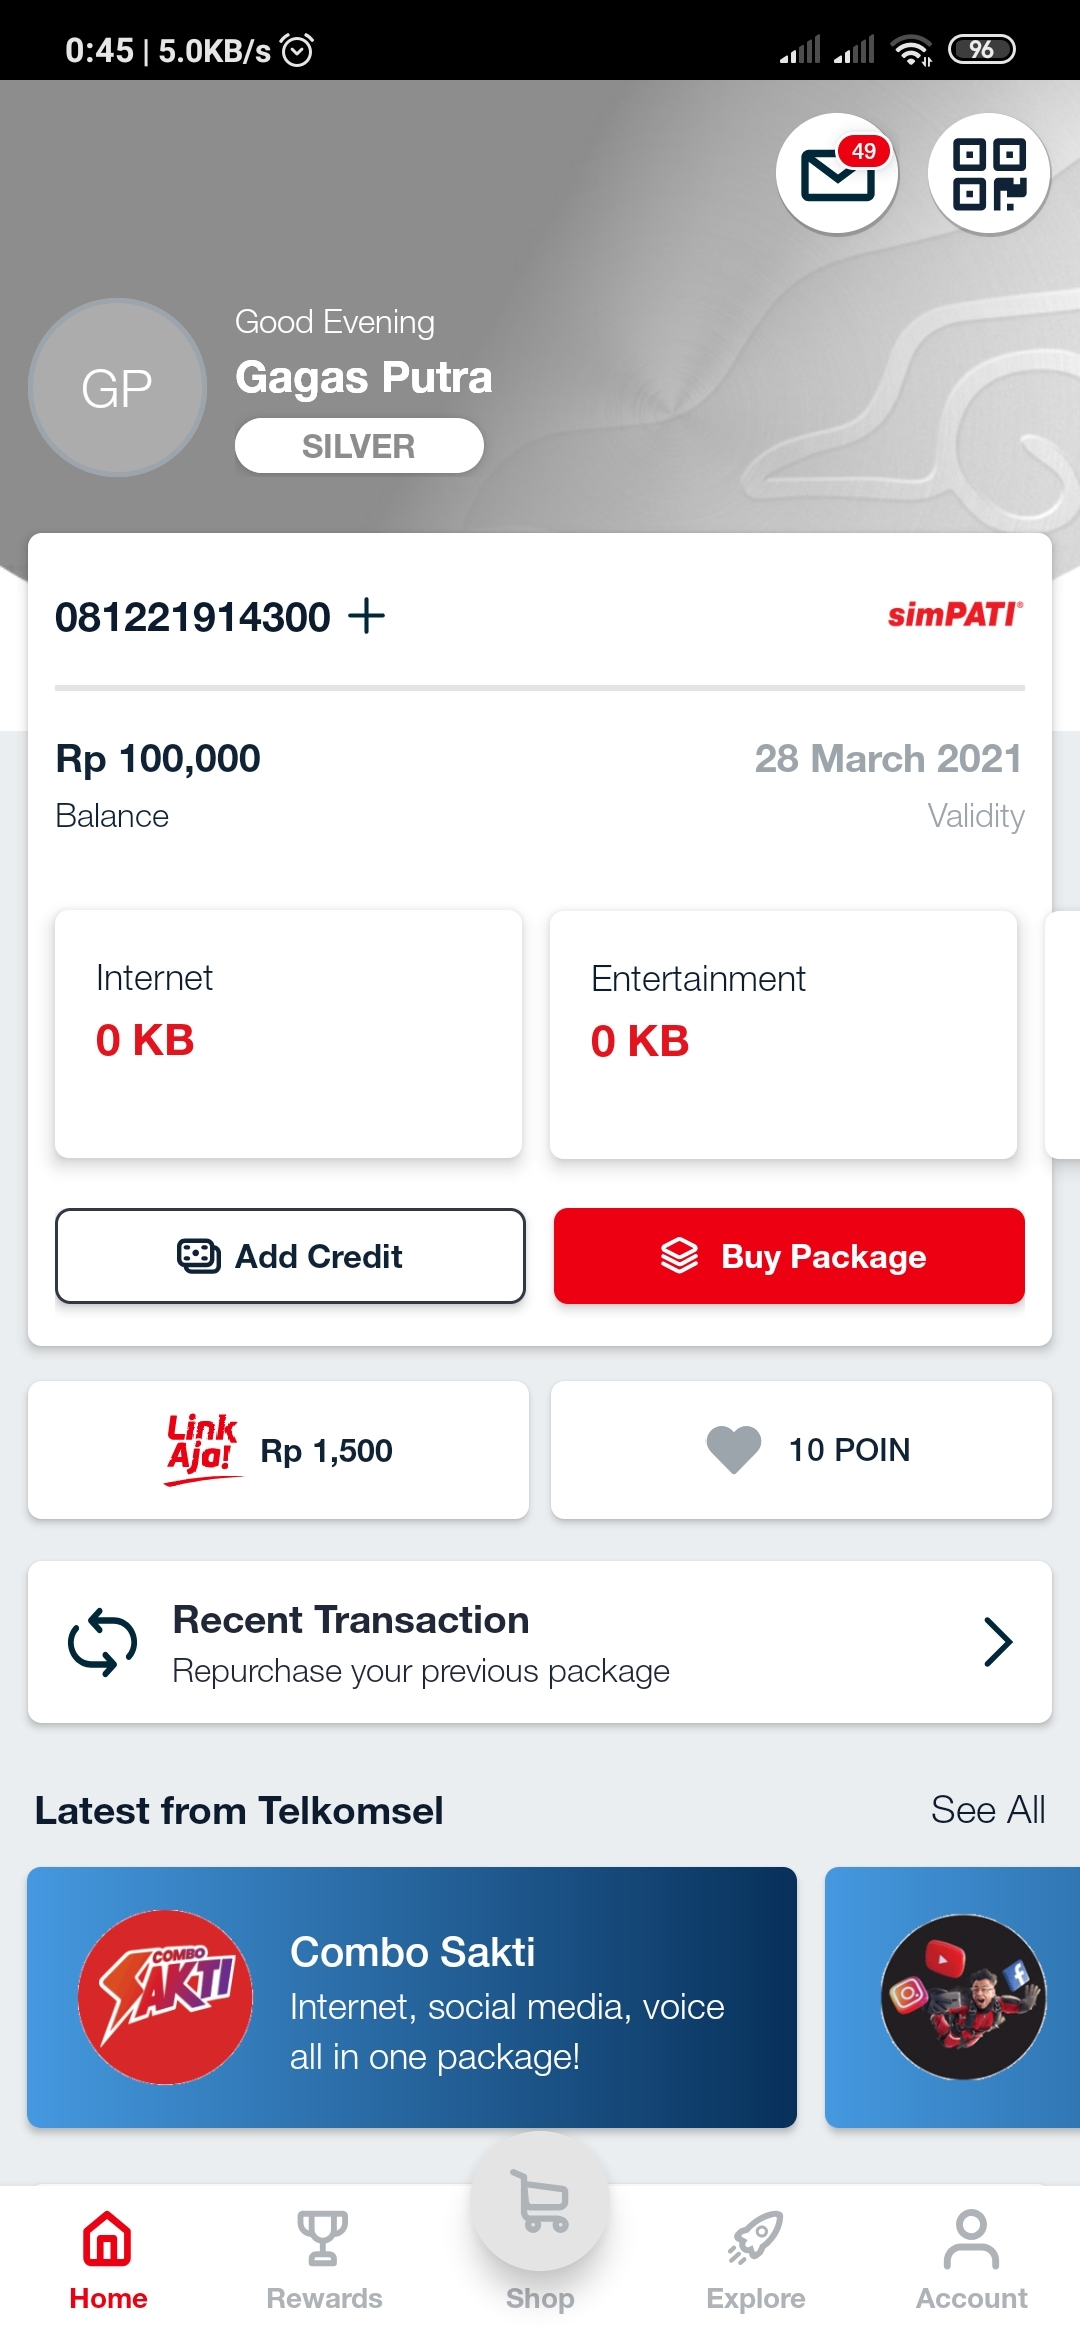 0:45 | 5.0KB/s
96
49
GP
Good Evening
Gagas Putra
SILVER
081221914300
simPATI®
Rp 100,000
28 March 2021
Balance
Validity
Internet
0 KB
Entertainment
0 KB
Add Credit
Buy Package
Link
Aja!
Rp 1,500
10 POIN
Recent Transaction
Repurchase your previous package
Latest from Telkomsel
See All
COMBO
SAKTI
Combo Sakti
Internet, social media, voice
all in one package!
Home
Rewards
Shop
Explore
Account